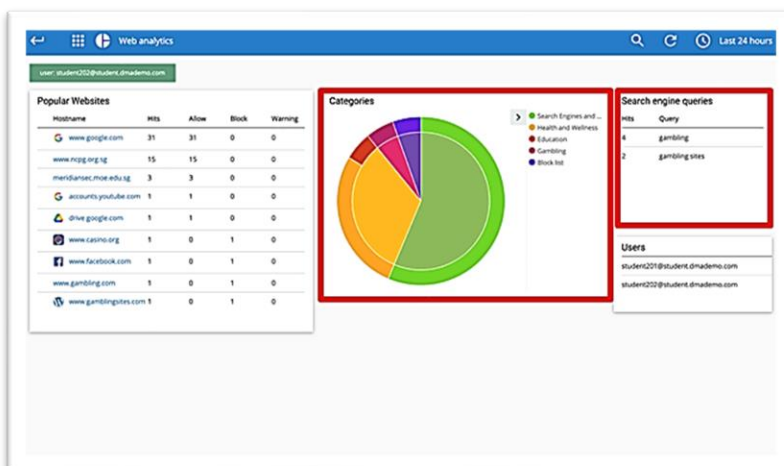 Web analytics
Last 24 hours
user: student202@student.dmademo.com
Popular Websites
Hostname Hits Allow Block Warning
www.google.com 31 31 0 0
www.ncpg.org.sg 15 15 0 0
meridiansec.moe.edu.sg 3 3 0 0
accounts.youtube.com 1 1 0 0
drive.google.com 1 1 0 0
www.casino.org 1 0 1 0
www.facebook.com 1 0 1 0
www.gambling.com 1 0 1 0
www.gamblingsites.com 1 0 1 0
Categories
Search Engines and ...
Health and Wellness
Education
Gambling
Block list
Search engine queries
Hits Query
4 gambling
2 gambling sites
Users
student201@student.dmademo.com
student202@student.dmademo.com